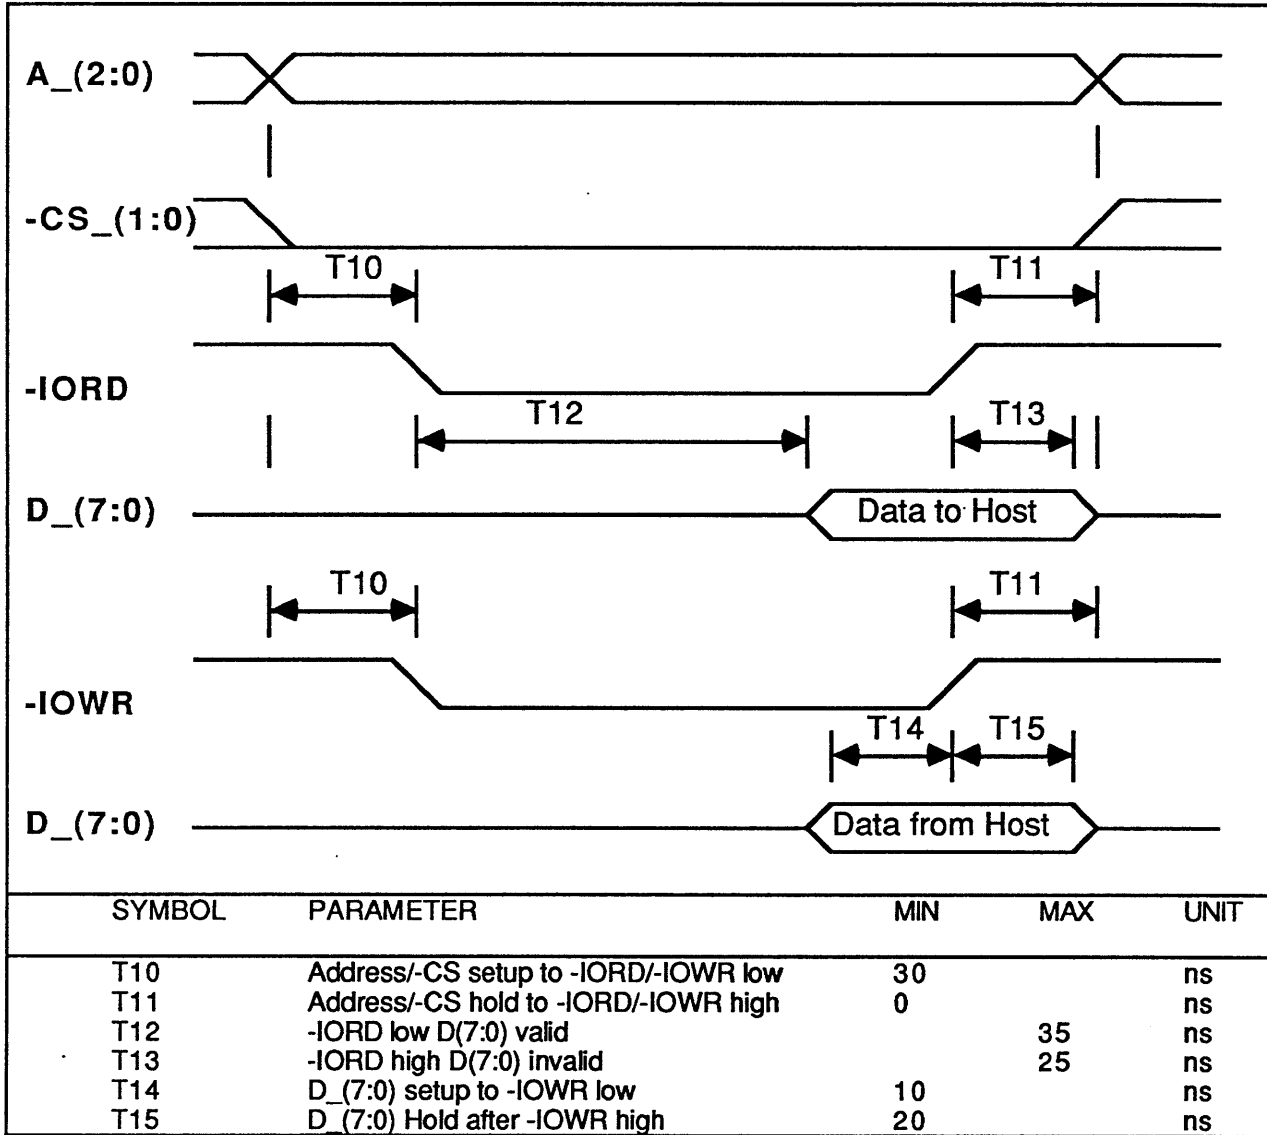 A_(2:0)
-CS_(1:0)
T10 T11
-IORD
T12 T13
D_(7:0) Data to Host
T10 T11
-IOWR
T14 T15
D_(7:0) Data from Host
SYMBOL PARAMETER MIN MAX UNIT
T10 Address/-CS setup to -IORD/-IOWR low 30 ns
T11 Address/-CS hold to -IORD/-IOWR high 0 ns
T12 -IORD low D(7:0) valid 35 ns
T13 -IORD high D(7:0) invalid 25 ns
T14 D_(7:0) setup to -IOWR low 10 ns
T15 D_(7:0) Hold after -IOWR high 20 ns